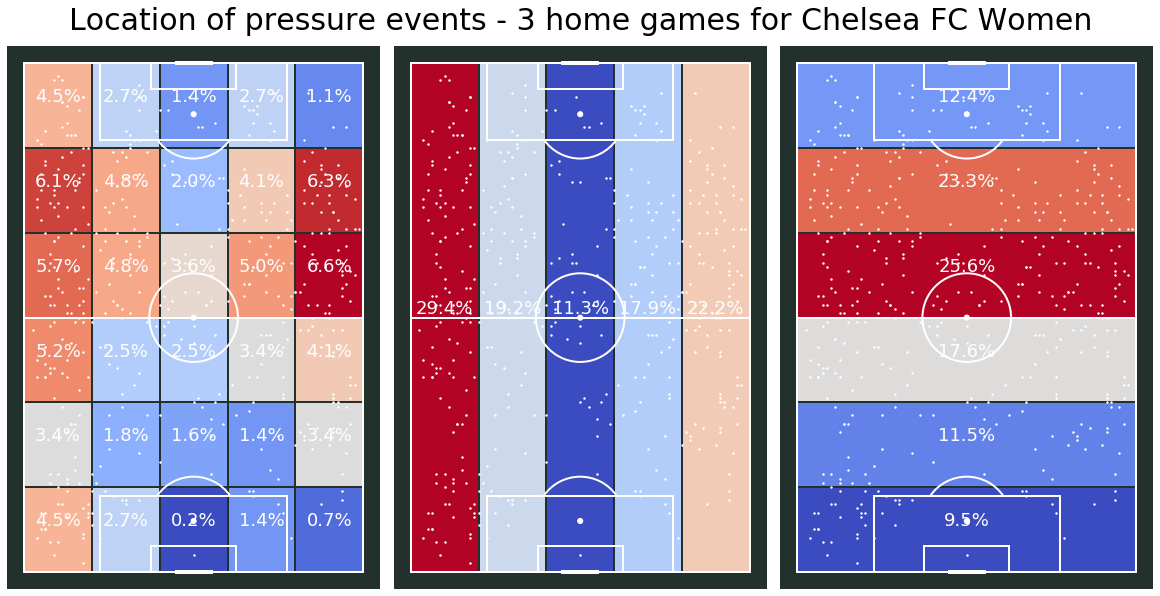 Location of pressure events - 3 home games for Chelsea FC Women
4.5% 2.7% 1.4% 2.7% 1.1%
6.1% 4.8% 2.0% 4.1% 6.3%
5.7% 4.8% 3.6% 5.0% 6.6%
5.2% 2.5% 2.5% 3.4% 4.1%
3.4% 1.8% 1.6% 1.4% 3.4%
4.5% 2.7% 0.2% 1.4% 0.7%
29.4% 19.2% 11.3% 17.9% 22.2%
12.4%
23.3%
25.6%
17.6%
11.5%
9.5%